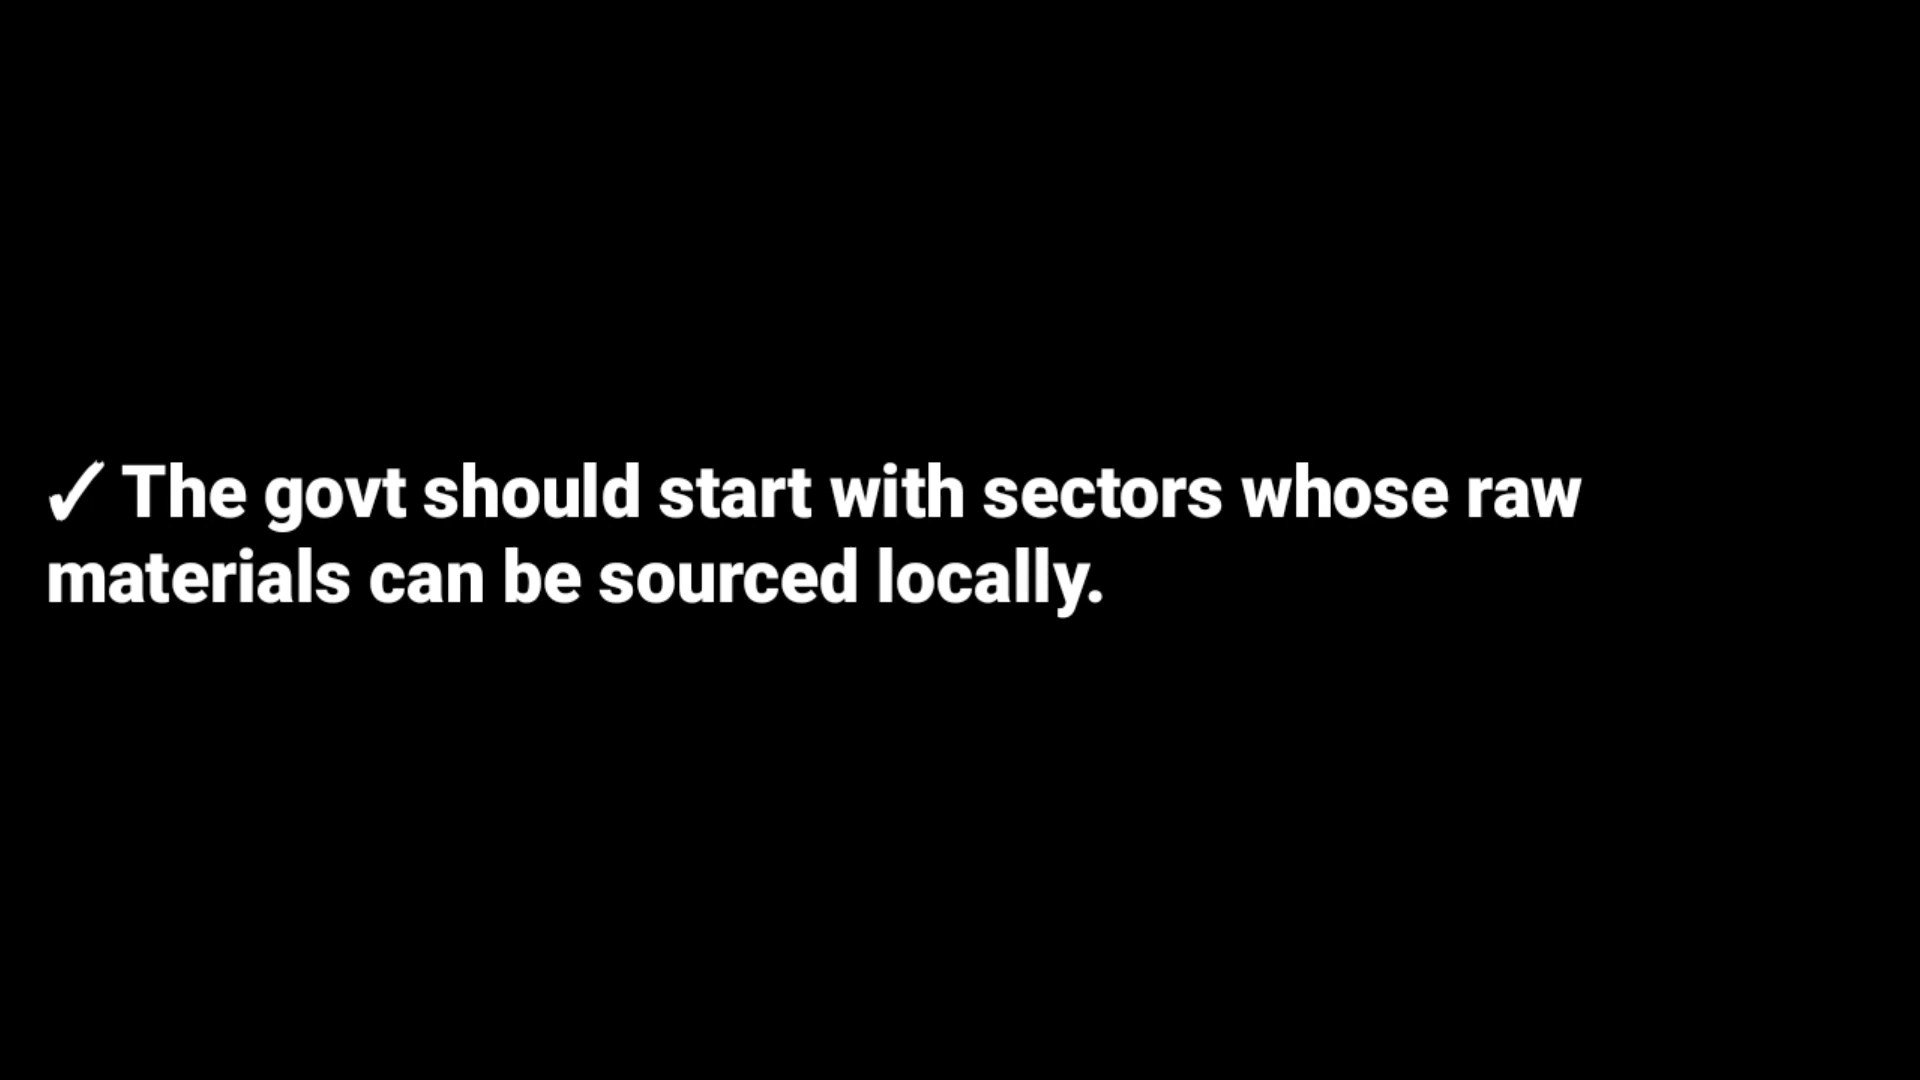 ✓ The govt should start with sectors whose raw
materials can be sourced locally.